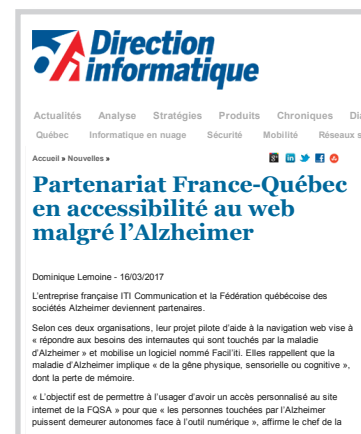 Direction
informatique
Actualités Analyse Stratégies Produits Chroniques
Québec Informatique en nuage Sécurité Mobilité Réseaux
Accueil » Nouvelles »
Partenariat France-Québec
en accessibilité au web
malgré l'Alzheimer
Dominique Lemoine - 16/03/2017
L'entreprise française ITI Communication et la Fédération québécoise des
sociétés Alzheimer deviennent partenaires.
Selon ces deux organisations, leur projet pilote d'aide à la navigation web vise à
« répondre aux besoins des internautes qui sont touchés par la maladie
d'Alzheimer » et mobilise un logiciel nommé Facil'iti. Elles rappellent que la
maladie d'Alzheimer implique « de la gêne physique, sensorielle ou cognitive »,
dont la perte de mémoire.
« L'objectif est de permettre à l'usager d'avoir un accès personnalisé au site
internet de la FQSA » pour que « les personnes touchées par l'Alzheimer
puissent demeurer autonomes face à l'outil numérique », affirme le chef de la